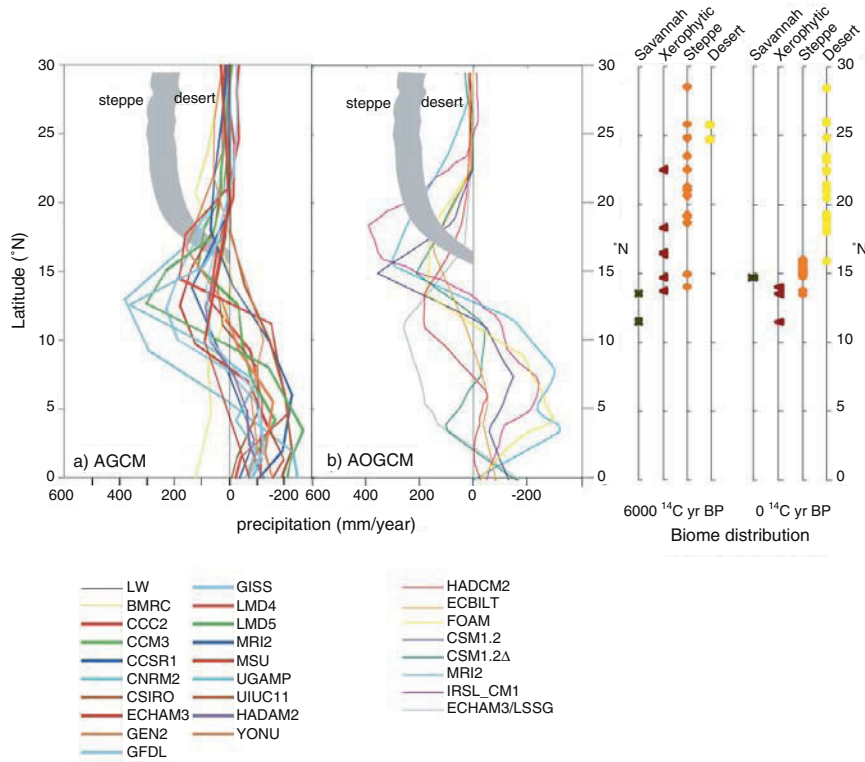 Savannah
Xerophytic
Steppe
Desert
Savannah
Xerophytic
Steppe
Desert
30 30 30
steppe desert steppe desert
25 25 25
20 20 20
Latitude (°N)
°N °N
15 15 15
10 10 10
5 5 5
a) AGCM b) AOGCM
0 0 0
600 400 200 0 -200 600 400 200 0 -200
precipitation (mm/year)
6000 ¹⁴C yr BP 0 ¹⁴C yr BP
Biome distribution
LW GISS HADCM2
BMRC LMD4 ECBILT
CCC2 LMD5 FOAM
CCM3 MRI2 CSM1.2
CCSR1 MSU CSM1.2Δ
CNRM2 UGAMP MRI2
CSIRO UIUC11 IRSL_CM1
ECHAM3 HADAM2 ECHAM3/LSSG
GEN2 YONU
GFDL